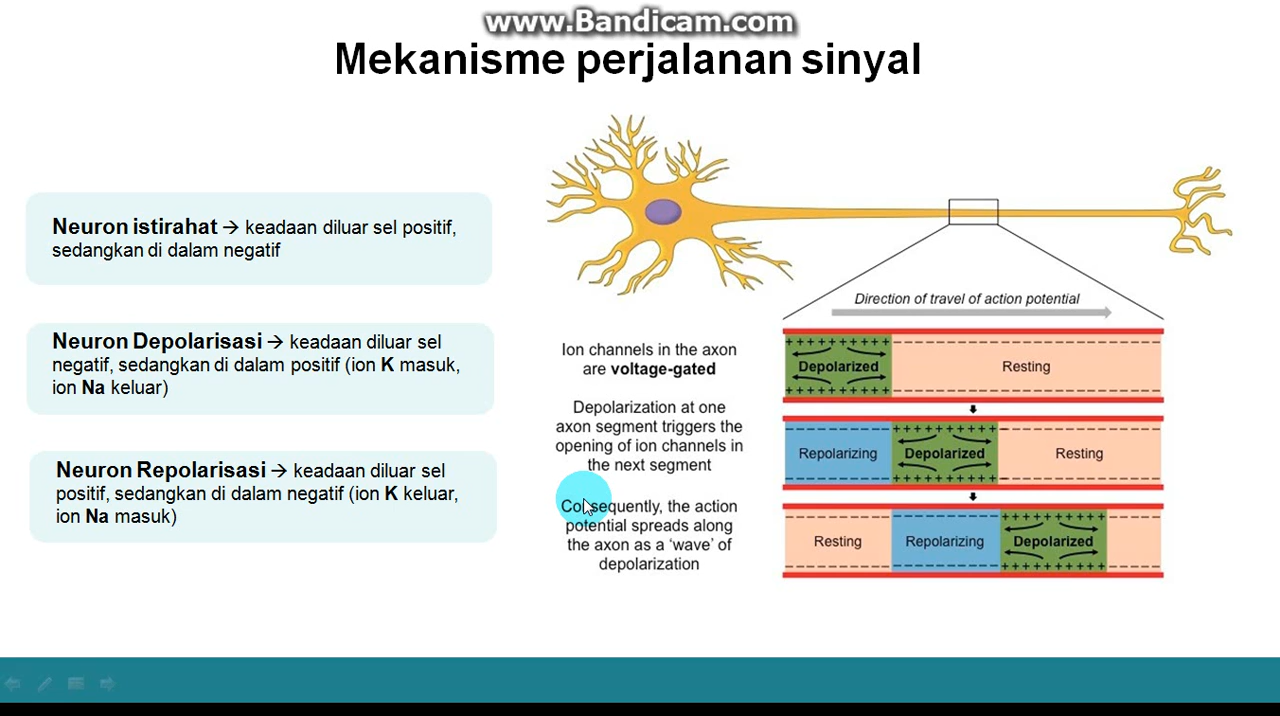 www.Bandicam.com
Mekanisme perjalanan sinyal
Neuron istirahat → keadaan diluar sel positif,
sedangkan di dalam negatif
Neuron Depolarisasi → keadaan diluar sel
negatif, sedangkan di dalam positif (ion K masuk,
ion Na keluar)
Neuron Repolarisasi → keadaan diluar sel
positif, sedangkan di dalam negatif (ion K keluar,
ion Na masuk)
Ion channels in the axon
are voltage-gated
Depolarization at one
axon segment triggers the
opening of ion channels in
the next segment
Consequently, the action
potential spreads along
the axon as a ‘wave’ of
depolarization
Direction of travel of action potential
Depolarized
Resting
Repolarizing
Depolarized
Resting
Resting
Repolarizing
Depolarized